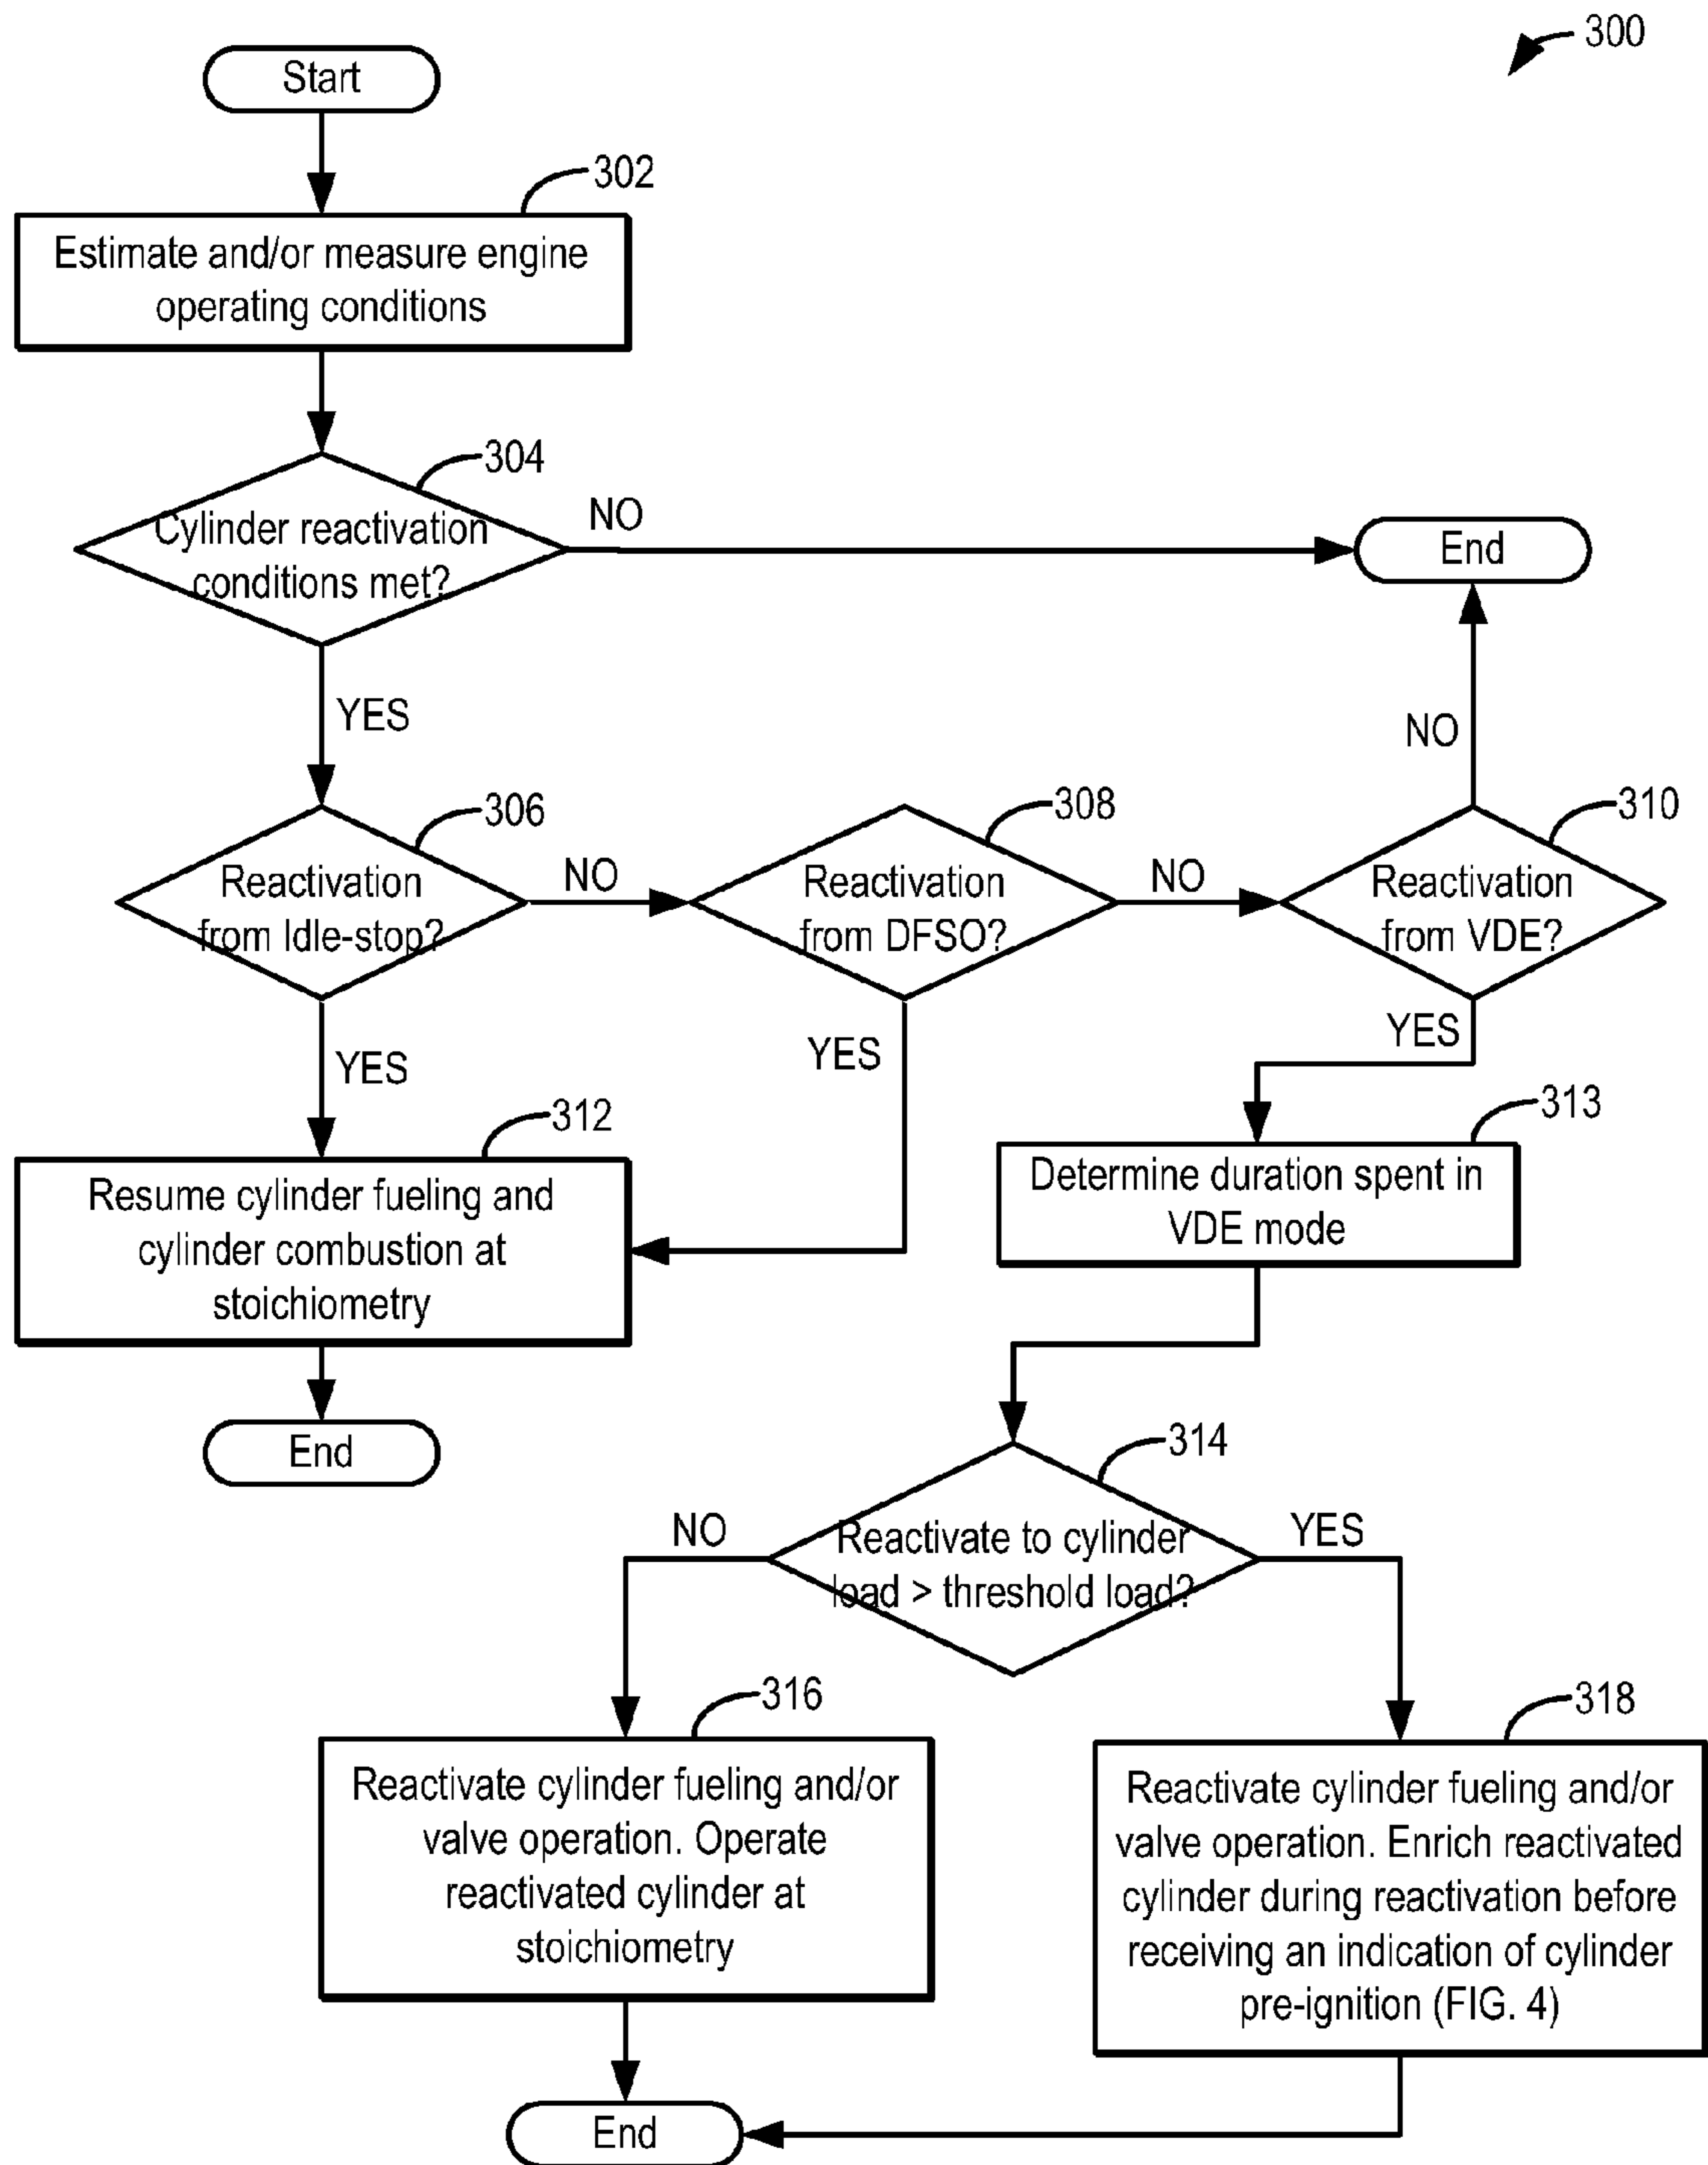 300
Start
302
Estimate and/or measure engine
operating conditions
304
Cylinder reactivation
conditions met?
NO
End
YES
NO
306
Reactivation
from Idle-stop?
NO
308
Reactivation
from DFSO?
NO
310
Reactivation
from VDE?
YES
YES
YES
312
Resume cylinder fueling and
cylinder combustion at
stoichiometry
313
Determine duration spent in
VDE mode
End
314
Reactivate to cylinder
load > threshold load?
NO
YES
316
Reactivate cylinder fueling and/or
valve operation. Operate
reactivated cylinder at
stoichiometry
318
Reactivate cylinder fueling and/or
valve operation. Enrich reactivated
cylinder during reactivation before
receiving an indication of cylinder
pre-ignition (FIG. 4)
End